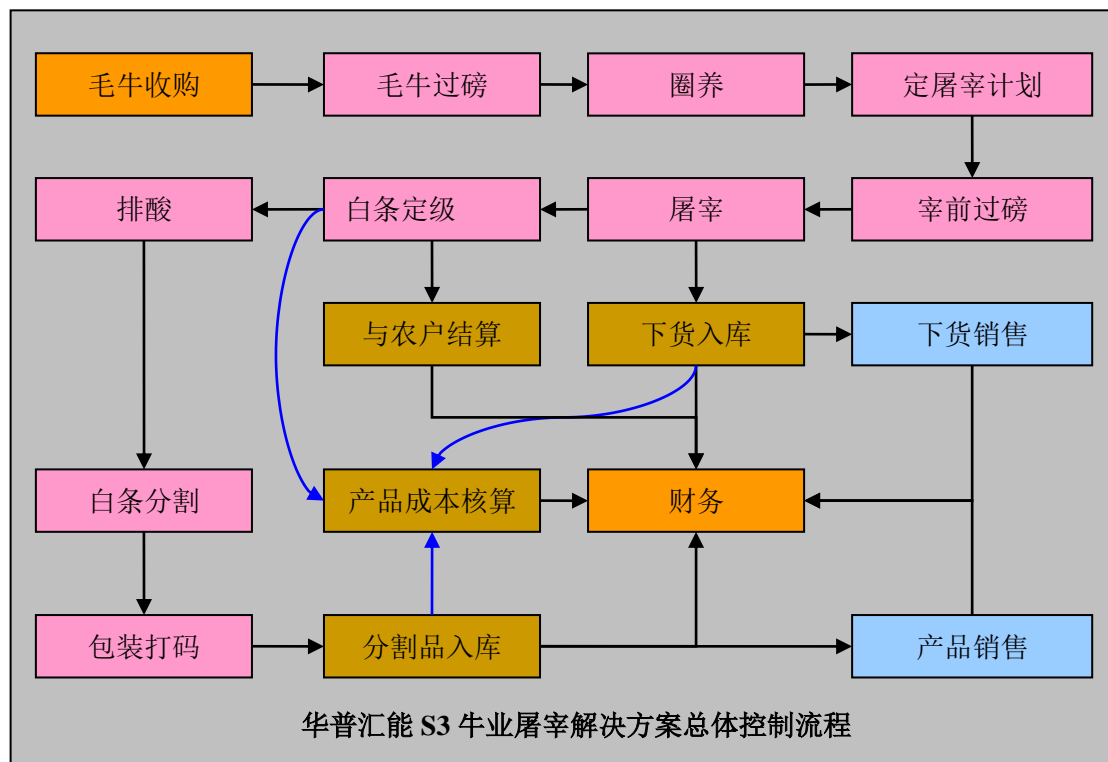 毛牛收购
毛牛过磅
圈养
定屠宰计划
排酸
白条定级
屠宰
宰前过磅
与农户结算
下货入库
下货销售
白条分割
产品成本核算
财务
包装打码
分割品入库
产品销售
华普汇能 S3 牛业屠宰解决方案总体控制流程